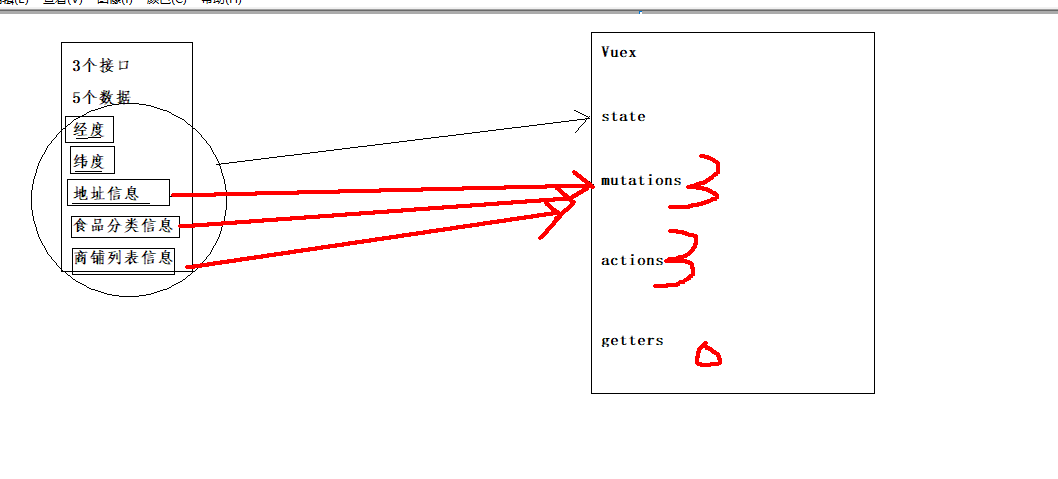 查看(V) 图像(I) 颜色(C) 帮助(H)
3个接口
5个数据
经度
纬度
地址信息
食品分类信息
商铺列表信息
Vuex
state
mutations 3
actions 3
getters 0